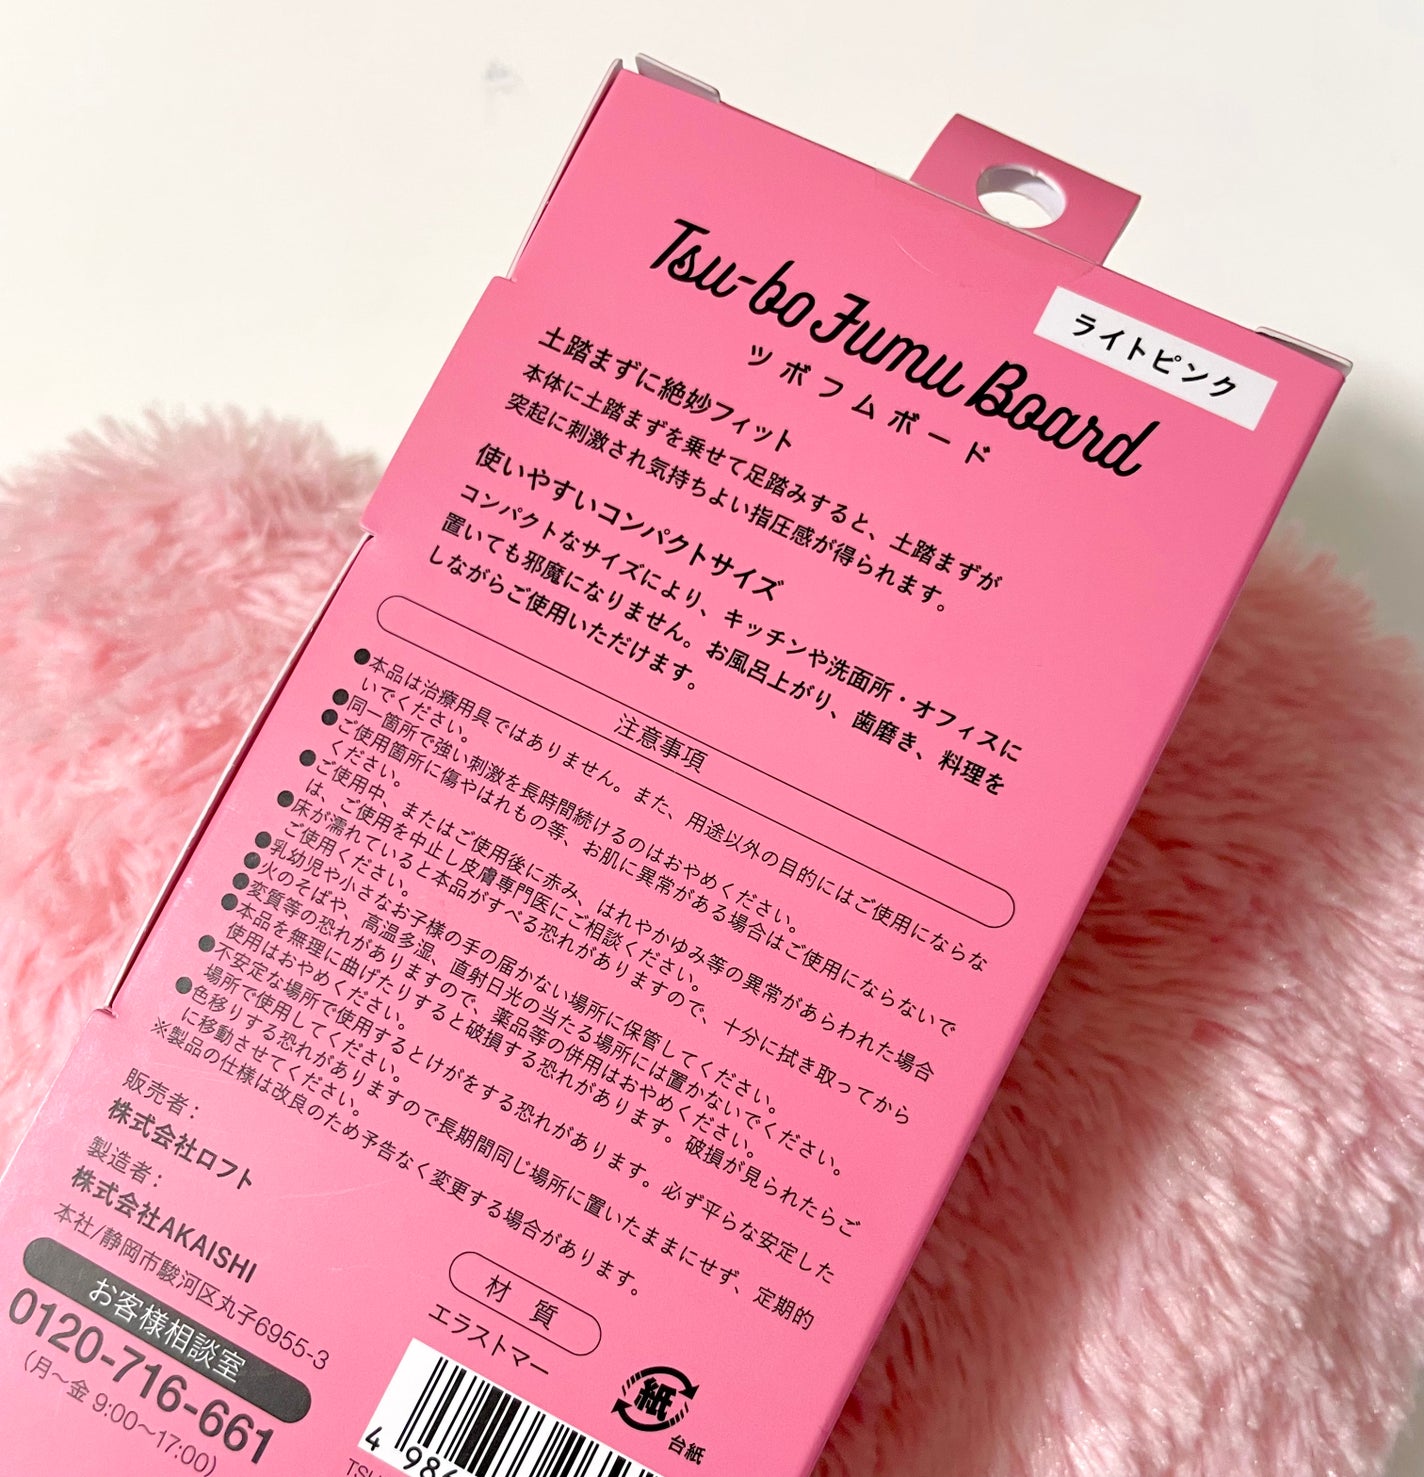 Tsu-bo Fumu Board
ライトピンク
ツボフムボード
土踏まずに絶妙フィット
本体に土踏まずを乗せて足踏みすると、土踏まずが
突起に刺激され気持ちよい指圧感が得られます。
使いやすいコンパクトサイズ
コンパクトなサイズにより、キッチンや洗面所・オフィスに
置いても邪魔になりません。お風呂上がり、歯磨き、料理を
しながらご使用いただけます。
注意事項
●本品は治療用具ではありません。また、用途以外の目的にはご使用にならな
いでください。
●同一箇所で強い刺激を長時間続けるのはおやめください。
●ご使用箇所に傷やはれもの等、お肌に異常がある場合はご使用にならないで
ください。
●ご使用中、またはご使用後に赤み、はれやかゆみ等の異常があらわれた場合
は、ご使用を中止し皮膚専門医にご相談ください。
●床が濡れていると本品がすべる恐れがありますので、十分に拭き取ってから
ご使用ください。
●乳幼児や小さなお子様の手の届かない場所に保管してください。
●火のそばや、高温多湿、直射日光の当たる場所には置かないでください。
●変質等の恐れがありますので、薬品等の併用はおやめください。
●本品を無理に曲げたりすると破損する恐れがあります。破損が見られたらご
使用はおやめください。
●不安定な場所で使用するとけがをする恐れがあります。必ず平らな安定した
場所で使用してください。
●色移りする恐れがありますので長期間同じ場所に置いたままにせず、定期的
に移動させてください。
※製品の仕様は改良のため予告なく変更する場合があります。
販売者：
株式会社ロフト
製造者：
株式会社AKAISHI
本社/静岡市駿河区丸子6955-3
お客様相談室
0120-716-661
(月〜金 9:00〜17:00)
材質
エラストマー
紙
台紙
4 986
TSU